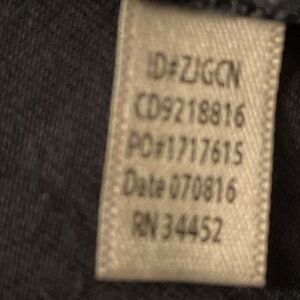 ID#ZJGCN
CD9218816
PO#1717615
Date 070816
RN 34452